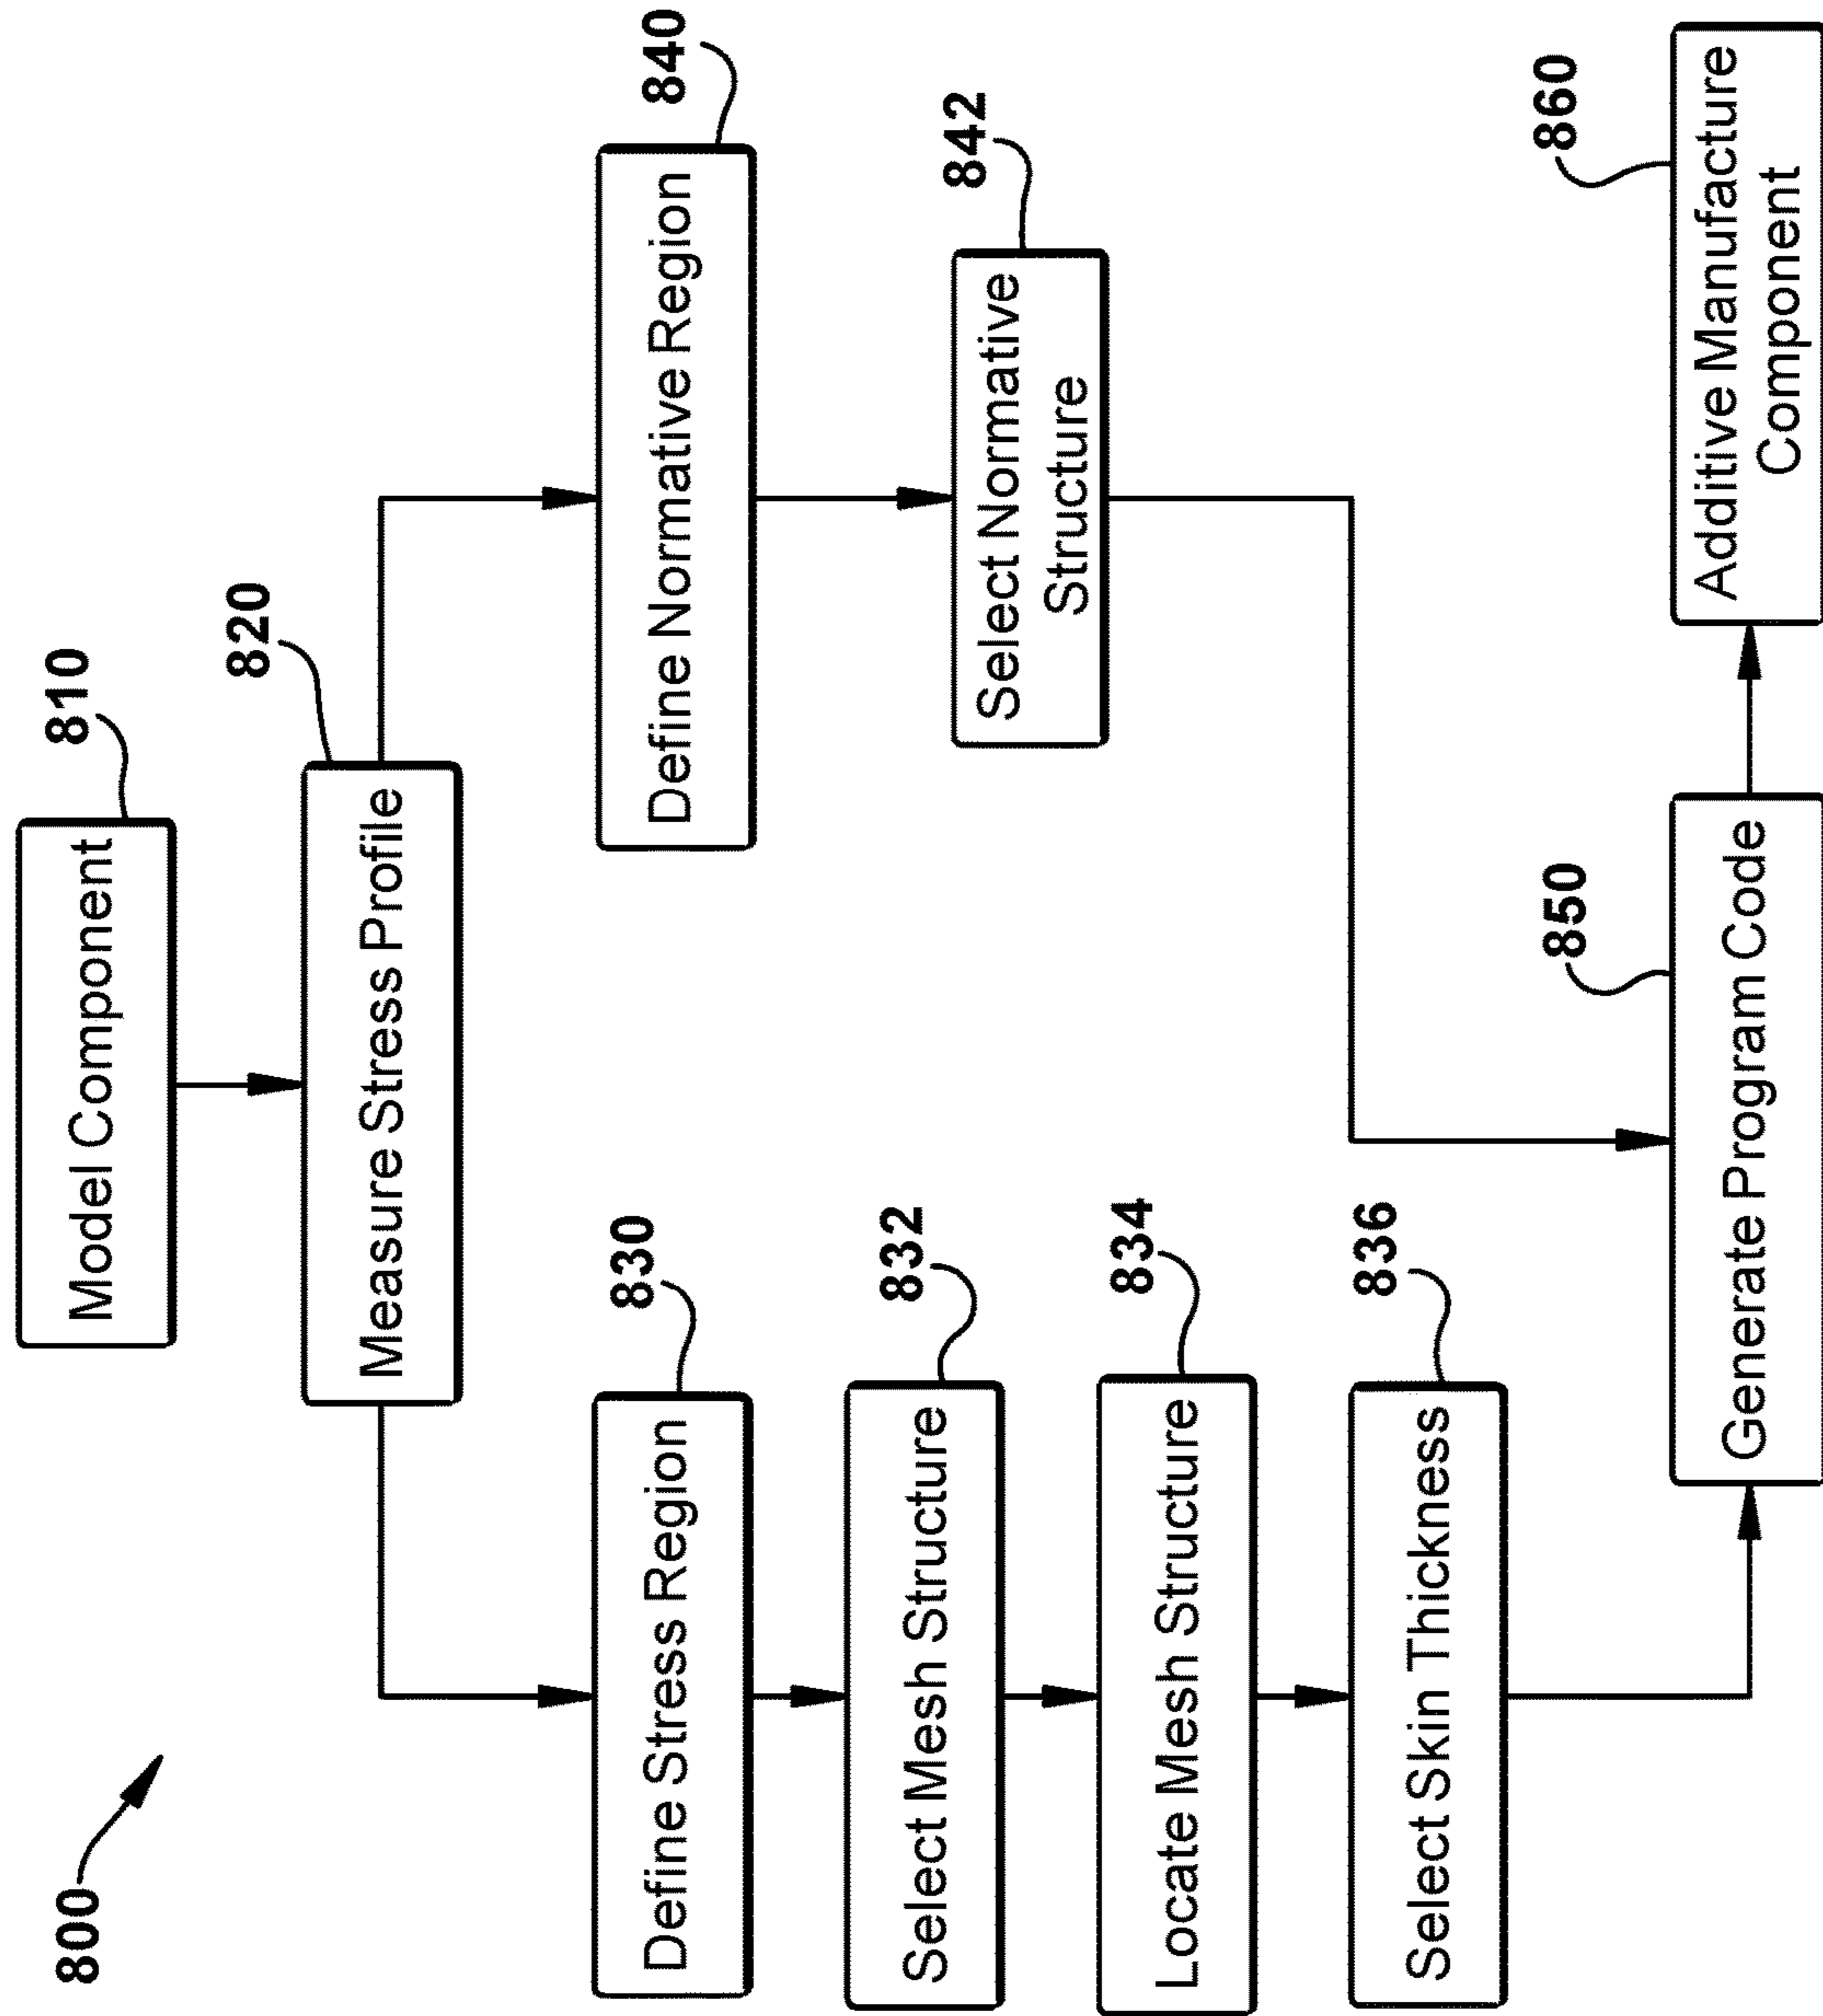 800
810
Model Component
820
Measure Stress Profile
830
Define Stress Region
840
Define Normative Region
832
Select Mesh Structure
842
Select Normative
Structure
834
Locate Mesh Structure
836
Select Skin Thickness
850
Generate Program Code
860
Additive Manufacture
Component